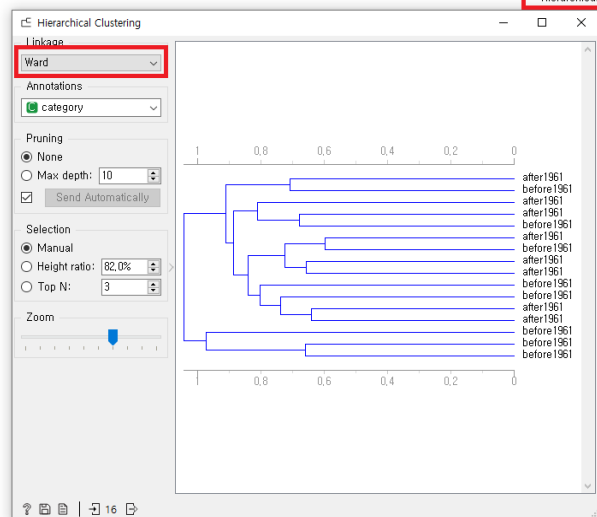 Hierarchical Clustering
Linkage
Ward
Annotations
C category
Pruning
None
Max depth: 10
Send Automatically
Selection
Manual
Height ratio: 82,0%
Top N: 3
Zoom
1 0,8 0,6 0,4 0,2 0
after1961
before1961
after1961
after1961
before1961
after1961
before1961
after1961
after1961
before1961
before1961
after1961
after1961
before1961
before1961
before1961
1 0,8 0,6 0,4 0,2 0
? 16